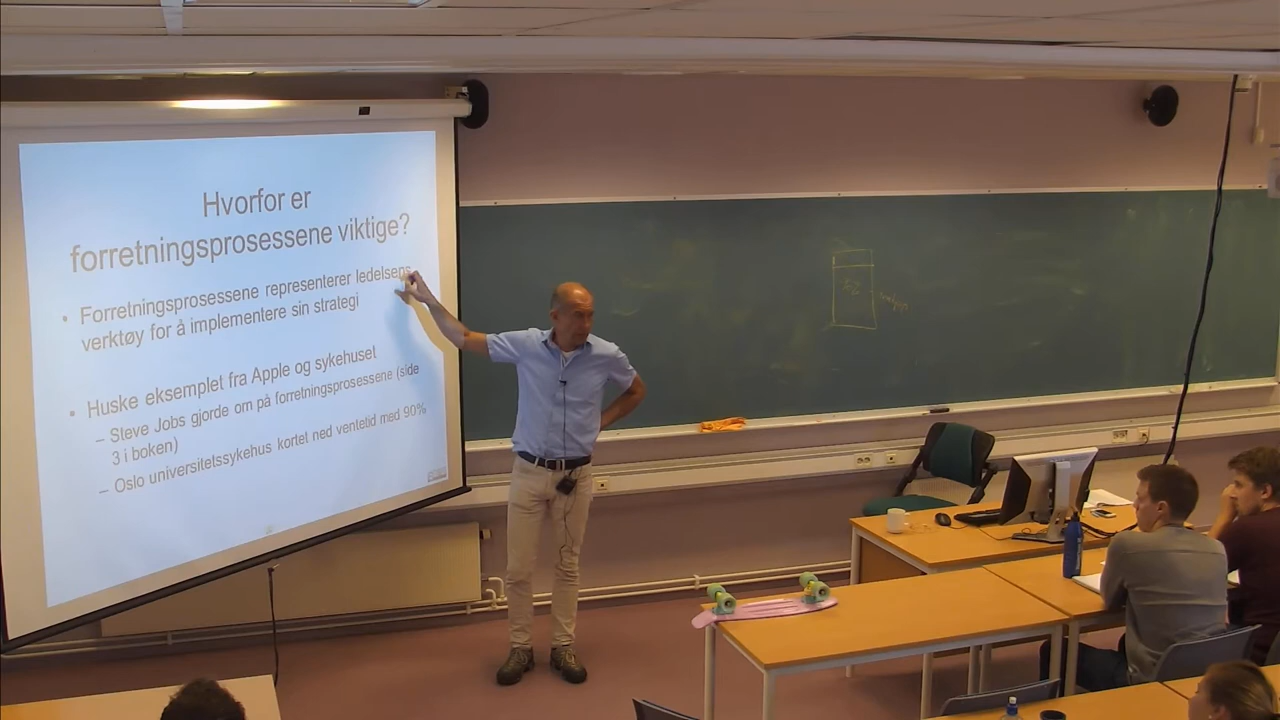 Hvorfor er
forretningsprosessene viktige?
• Forretningsprosessene representerer ledelsens
verktøy for å implementere sin strategi
• Huske eksemplet fra Apple og sykehuset
– Steve Jobs gjorde om på forretningsprosessene (side
3 i boken)
– Oslo universitetssykehus kortet ned ventetid med 90%